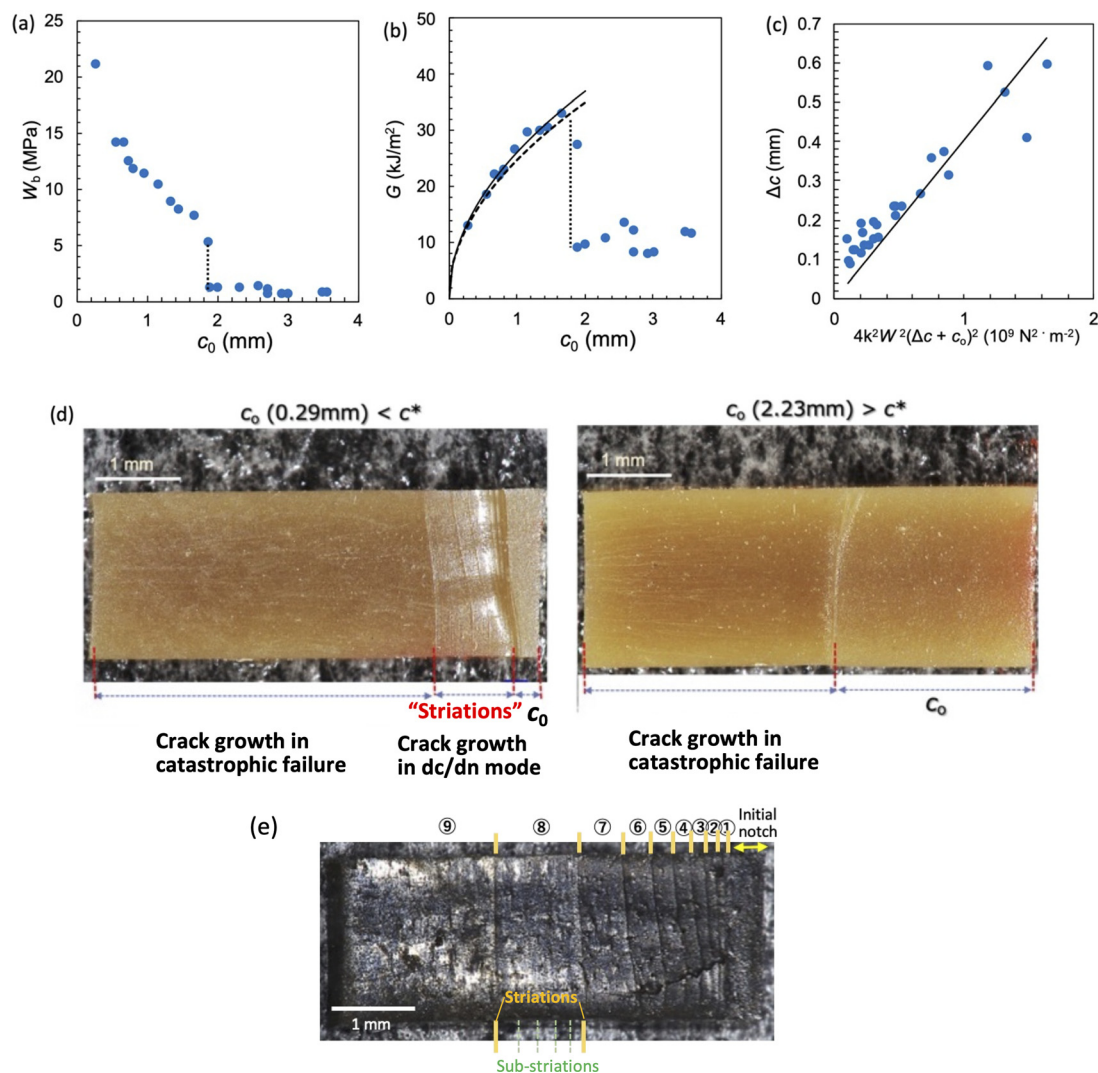 (a)
25
20
15
10
5
0
W_b (MPa)
0 1 2 3 4
c_0 (mm)
(b)
50
40
30
20
10
0
G (kJ/m²)
0 1 2 3 4
c_0 (mm)
(c)
0.7
0.6
0.5
0.4
0.3
0.2
0.1
0
Δc (mm)
0 1 2
4k²W²(Δc + c_o)² (10⁹ N² · m⁻²)
(d)
c_o (0.29mm) < c*
1 mm
"Striations" c_0
Crack growth in
catastrophic failure
Crack growth
in dc/dn mode
c_o (2.23mm) > c*
1 mm
c_o
Crack growth in
catastrophic failure
(e)
⑨ ⑧ ⑦ ⑥ ⑤ ④ ③ ② ①
Initial
notch
Striations
1 mm
Sub-striations